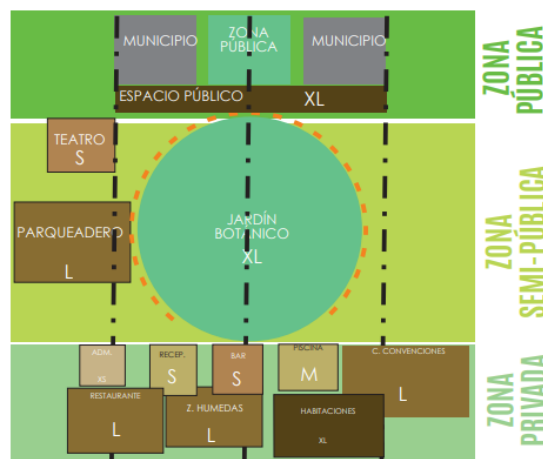 MUNICIPIO
ZONA
PÚBLICA
MUNICIPIO
ESPACIO PÚBLICO
XL
ZONA
PÚBLICA
TEATRO
S
PARQUEADERO
L
JARDÍN
BOTANICO
XL
ZONA
SEMI-PÚBLICA
ADM.
XS
RECEP.
S
BAR
S
PISCINA
M
C. CONVENCIONES
L
RESTAURANTE
L
Z. HUMEDAS
L
HABITACIONES
XL
ZONA
PRIVADA